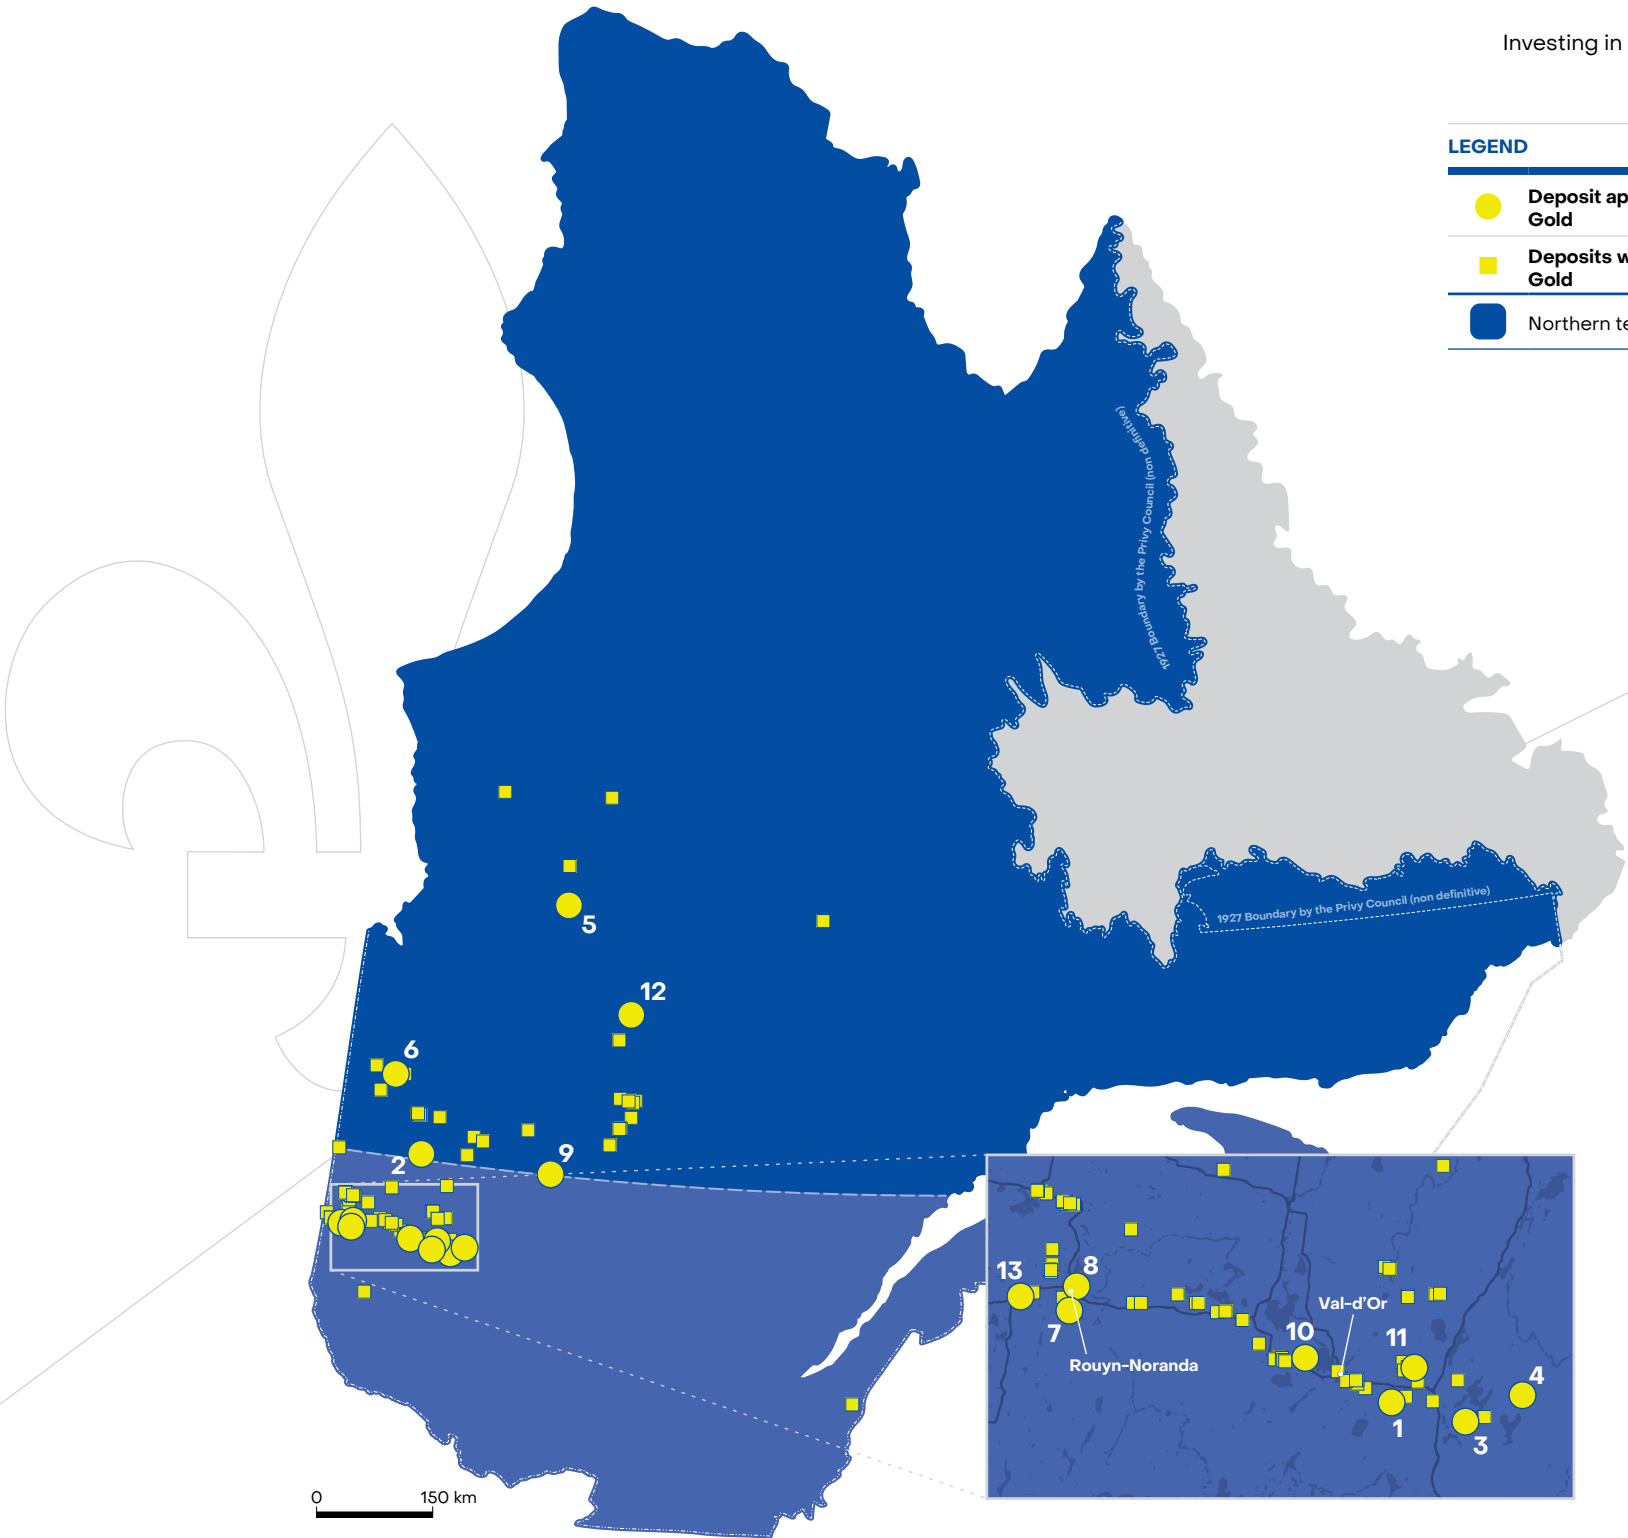 Investing in
LEGEND
Deposit ap
Gold
Deposits w
Gold
Northern te
1927 Boundary by the Privy Council (non definitive)
1927 Boundary by the Privy Council (non definitive)
5
12
6
9
2
13
8
7
Rouyn-Noranda
Val-d'Or
10
11
4
1
3
0
150 km